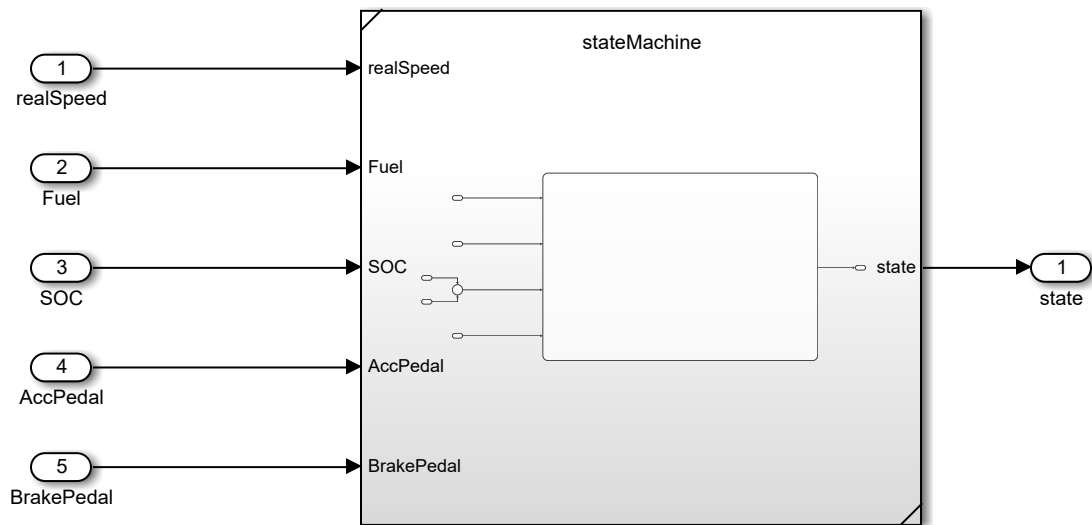 stateMachine
1
realSpeed
realSpeed
2
Fuel
Fuel
3
SOC
SOC
state
1
state
4
AccPedal
AccPedal
5
BrakePedal
BrakePedal